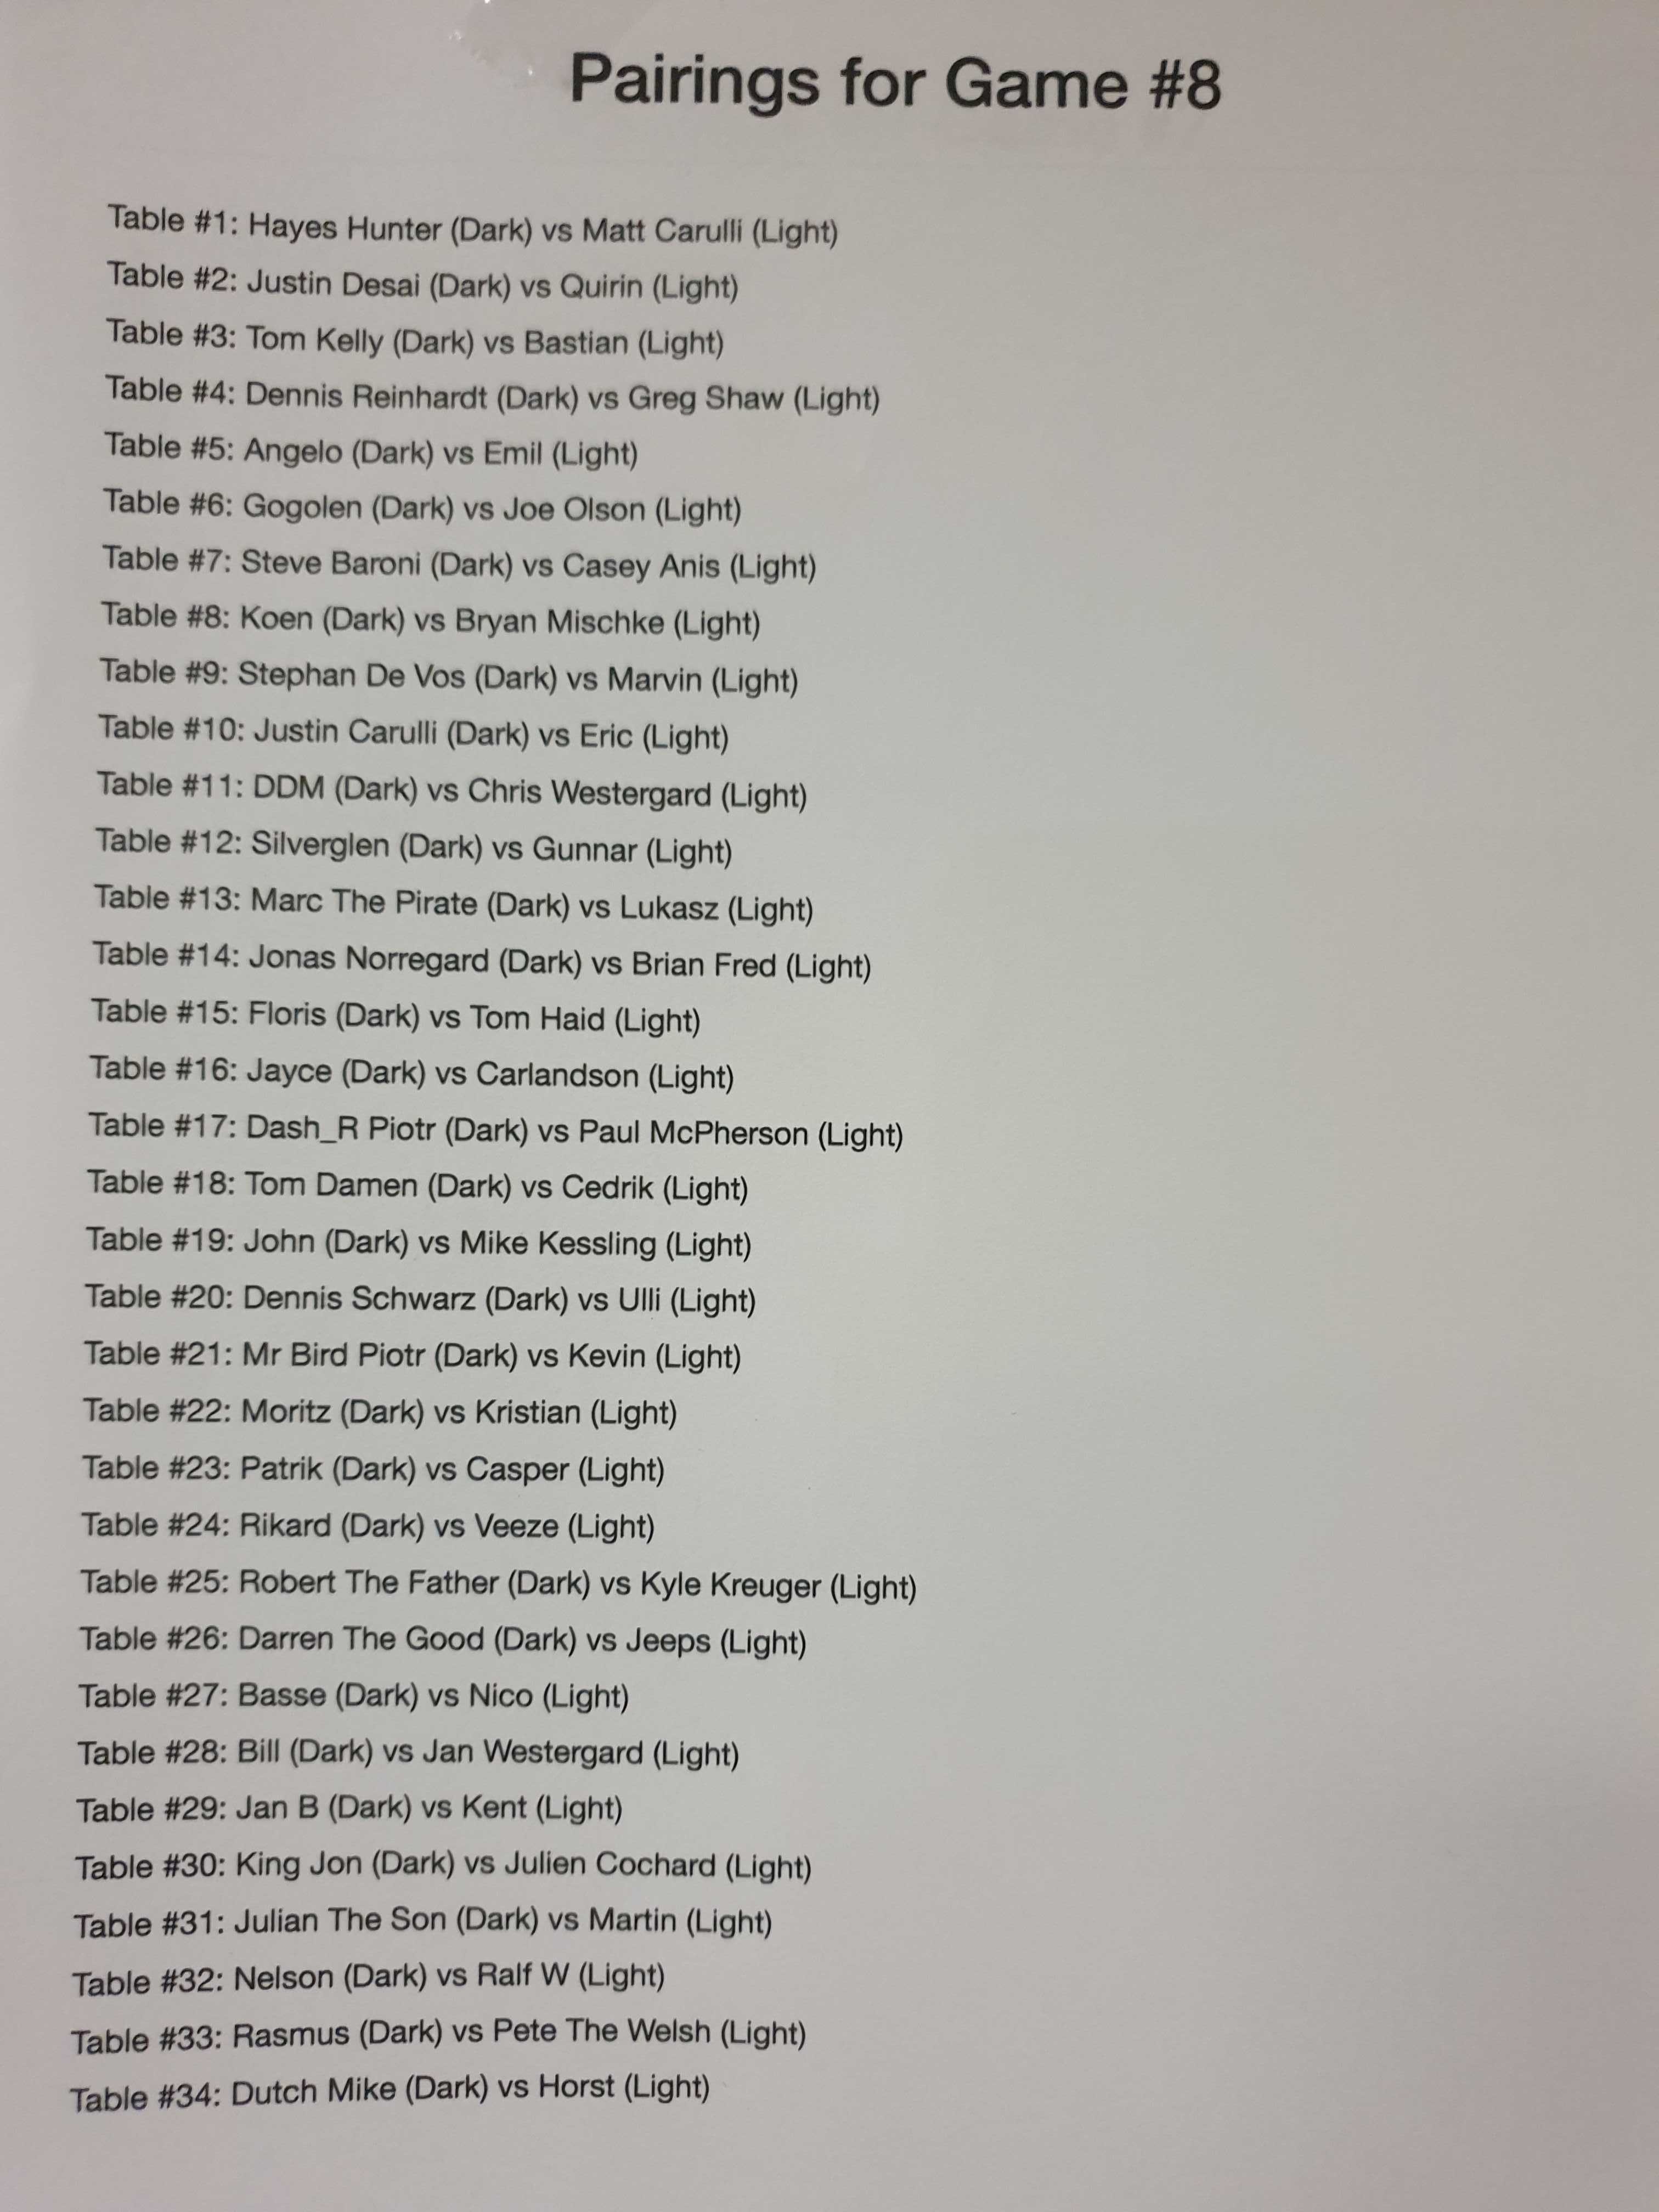 Pairings for Game #8
Table #1: Hayes Hunter (Dark) vs Matt Carulli (Light)
Table #2: Justin Desai (Dark) vs Quirin (Light)
Table #3: Tom Kelly (Dark) vs Bastian (Light)
Table #4: Dennis Reinhardt (Dark) vs Greg Shaw (Light)
Table #5: Angelo (Dark) vs Emil (Light)
Table #6: Gogolen (Dark) vs Joe Olson (Light)
Table #7: Steve Baroni (Dark) vs Casey Anis (Light)
Table #8: Koen (Dark) vs Bryan Mischke (Light)
Table #9: Stephan De Vos (Dark) vs Marvin (Light)
Table #10: Justin Carulli (Dark) vs Eric (Light)
Table #11: DDM (Dark) vs Chris Westergard (Light)
Table #12: Silverglen (Dark) vs Gunnar (Light)
Table #13: Marc The Pirate (Dark) vs Lukasz (Light)
Table #14: Jonas Norregard (Dark) vs Brian Fred (Light)
Table #15: Floris (Dark) vs Tom Haid (Light)
Table #16: Jayce (Dark) vs Carlandson (Light)
Table #17: Dash_R Piotr (Dark) vs Paul McPherson (Light)
Table #18: Tom Damen (Dark) vs Cedrik (Light)
Table #19: John (Dark) vs Mike Kessling (Light)
Table #20: Dennis Schwarz (Dark) vs Ulli (Light)
Table #21: Mr Bird Piotr (Dark) vs Kevin (Light)
Table #22: Moritz (Dark) vs Kristian (Light)
Table #23: Patrik (Dark) vs Casper (Light)
Table #24: Rikard (Dark) vs Veeze (Light)
Table #25: Robert The Father (Dark) vs Kyle Kreuger (Light)
Table #26: Darren The Good (Dark) vs Jeeps (Light)
Table #27: Basse (Dark) vs Nico (Light)
Table #28: Bill (Dark) vs Jan Westergard (Light)
Table #29: Jan B (Dark) vs Kent (Light)
Table #30: King Jon (Dark) vs Julien Cochard (Light)
Table #31: Julian The Son (Dark) vs Martin (Light)
Table #32: Nelson (Dark) vs Ralf W (Light)
Table #33: Rasmus (Dark) vs Pete The Welsh (Light)
Table #34: Dutch Mike (Dark) vs Horst (Light)